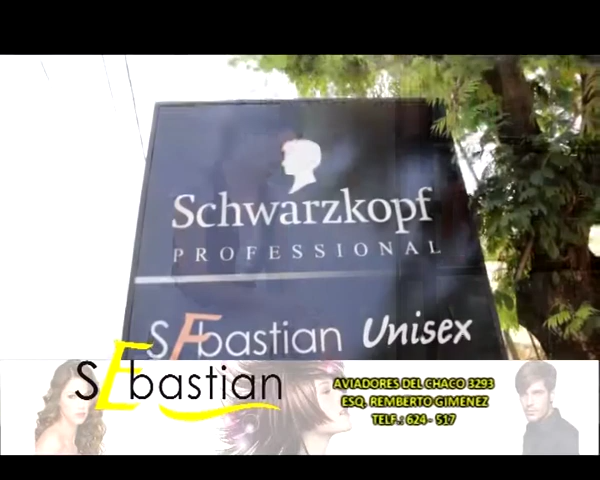 Schwarzkopf
PROFESSIONAL
SEbastian Unisex
SEbastian
AVIADORES DEL CHACO 3293
ESQ. REMBERTO GIMENEZ
TELF.: 624 - 517